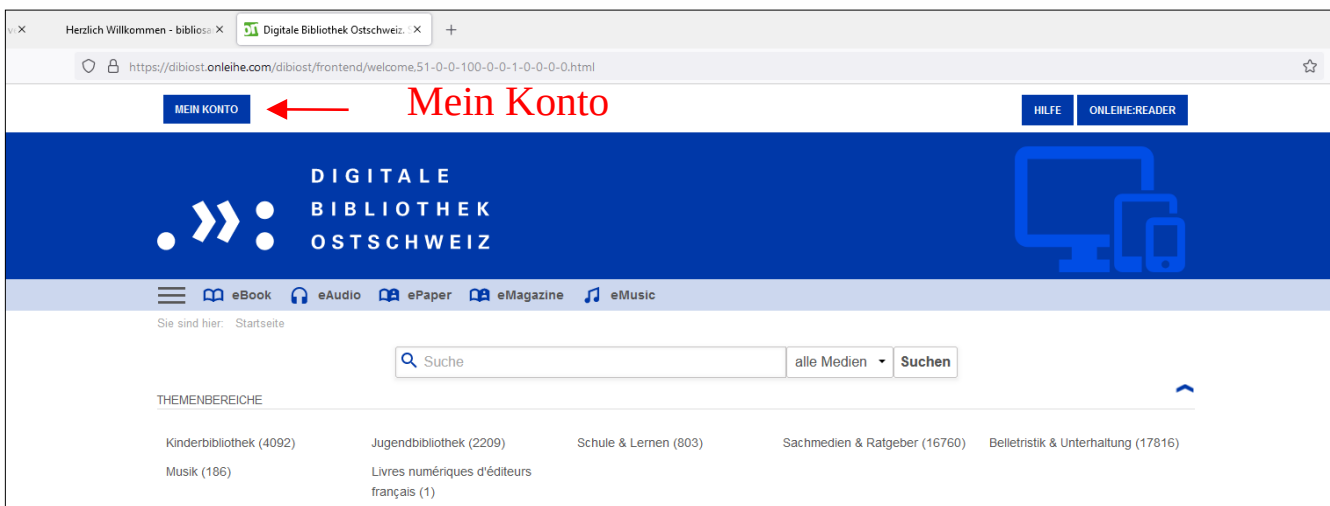 Herzlich Willkommen - bibliosa
Digitale Bibliothek Ostschweiz. S
https://dibiost.onleihe.com/dibiost/frontend/welcome,51-0-0-100-0-0-1-0-0-0-0.html
MEIN KONTO
Mein Konto
HILFE
ONLEIHE:READER
DIGITALE
BIBLIOTHEK
OSTSCHWEIZ
eBook eAudio ePaper eMagazine eMusic
Sie sind hier: Startseite
Suche
alle Medien
Suchen
THEMENBEREICHE
Kinderbibliothek (4092) Jugendbibliothek (2209) Schule & Lernen (803) Sachmedien & Ratgeber (16760) Belletristik & Unterhaltung (17816)
Musik (186) Livres numériques d'éditeurs
français (1)